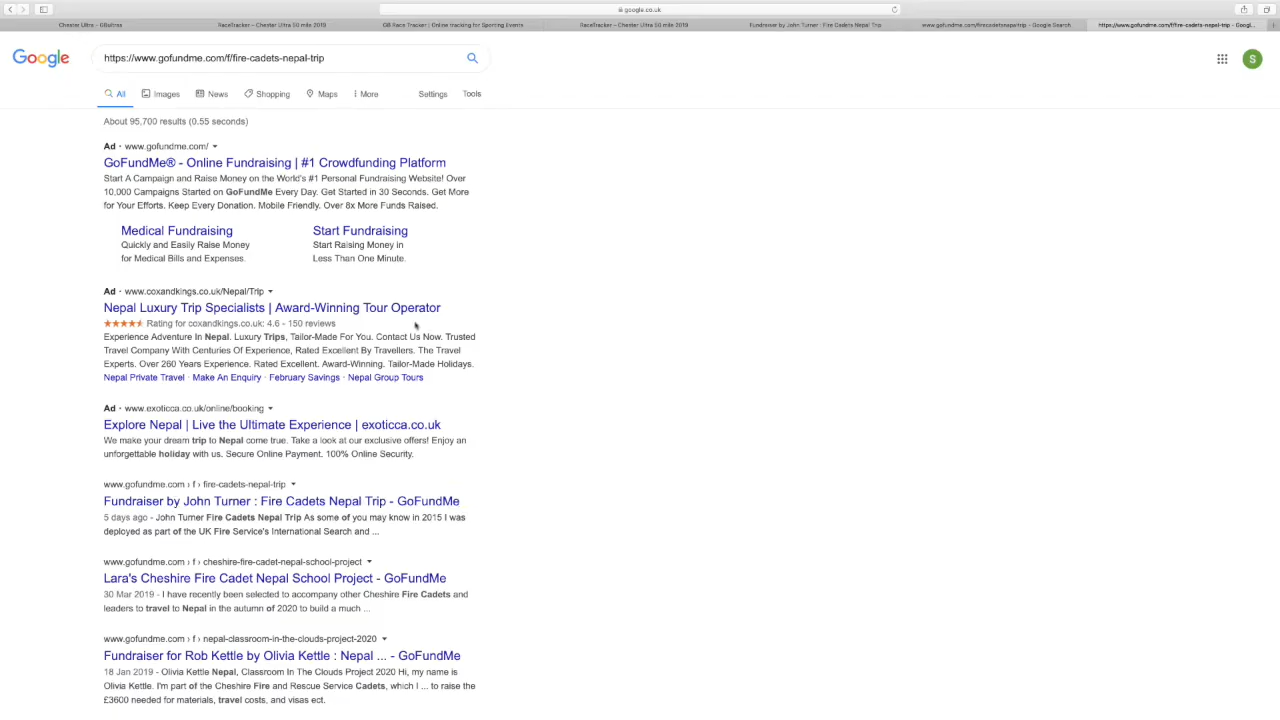 google.co.uk
Chester Ultra - GBultras
RaceTracker – Chester Ultra 50 mile 2019
GB Race Tracker | Online tracking for Sporting Events
RaceTracker – Chester Ultra 50 mile 2019
Fundraiser by John Turner : Fire Cadets Nepal Trip
www.gofundme.com/firecadetsnepaltrip - Google Search
https://www.gofundme.com/f/fire-cadets-nepal-trip - Googl...
Google
https://www.gofundme.com/f/fire-cadets-nepal-trip
S
All Images News Shopping Maps More Settings Tools
About 95,700 results (0.55 seconds)
Ad · www.gofundme.com/
GoFundMe® - Online Fundraising | #1 Crowdfunding Platform
Start A Campaign and Raise Money on the World's #1 Personal Fundraising Website! Over
10,000 Campaigns Started on GoFundMe Every Day. Get Started in 30 Seconds. Get More
for Your Efforts. Keep Every Donation. Mobile Friendly. Over 8x More Funds Raised.
Medical Fundraising
Quickly and Easily Raise Money
for Medical Bills and Expenses.
Start Fundraising
Start Raising Money in
Less Than One Minute.
Ad · www.coxandkings.co.uk/Nepal/Trip
Nepal Luxury Trip Specialists | Award-Winning Tour Operator
Rating for coxandkings.co.uk: 4.6 - 150 reviews
Experience Adventure In Nepal. Luxury Trips, Tailor-Made For You. Contact Us Now. Trusted
Travel Company With Centuries Of Experience, Rated Excellent By Travellers. The Travel
Experts. Over 260 Years Experience. Rated Excellent. Award-Winning. Tailor-Made Holidays.
Nepal Private Travel · Make An Enquiry · February Savings · Nepal Group Tours
Ad · www.exoticca.co.uk/online/booking
Explore Nepal | Live the Ultimate Experience | exoticca.co.uk
We make your dream trip to Nepal come true. Take a look at our exclusive offers! Enjoy an
unforgettable holiday with us. Secure Online Payment. 100% Online Security.
www.gofundme.com › f › fire-cadets-nepal-trip
Fundraiser by John Turner : Fire Cadets Nepal Trip - GoFundMe
5 days ago - John Turner Fire Cadets Nepal Trip As some of you may know in 2015 I was
deployed as part of the UK Fire Service's International Search and ...
www.gofundme.com › f › cheshire-fire-cadet-nepal-school-project
Lara's Cheshire Fire Cadet Nepal School Project - GoFundMe
30 Mar 2019 - I have recently been selected to accompany other Cheshire Fire Cadets and
leaders to travel to Nepal in the autumn of 2020 to build a much ...
www.gofundme.com › f › nepal-classroom-in-the-clouds-project-2020
Fundraiser for Rob Kettle by Olivia Kettle : Nepal ... - GoFundMe
18 Jan 2019 - Olivia Kettle Nepal, Classroom In The Clouds Project 2020 Hi, my name is
Olivia Kettle. I'm part of the Cheshire Fire and Rescue Service Cadets, which I ... to raise the
£3600 needed for materials, travel costs, and visas ect.